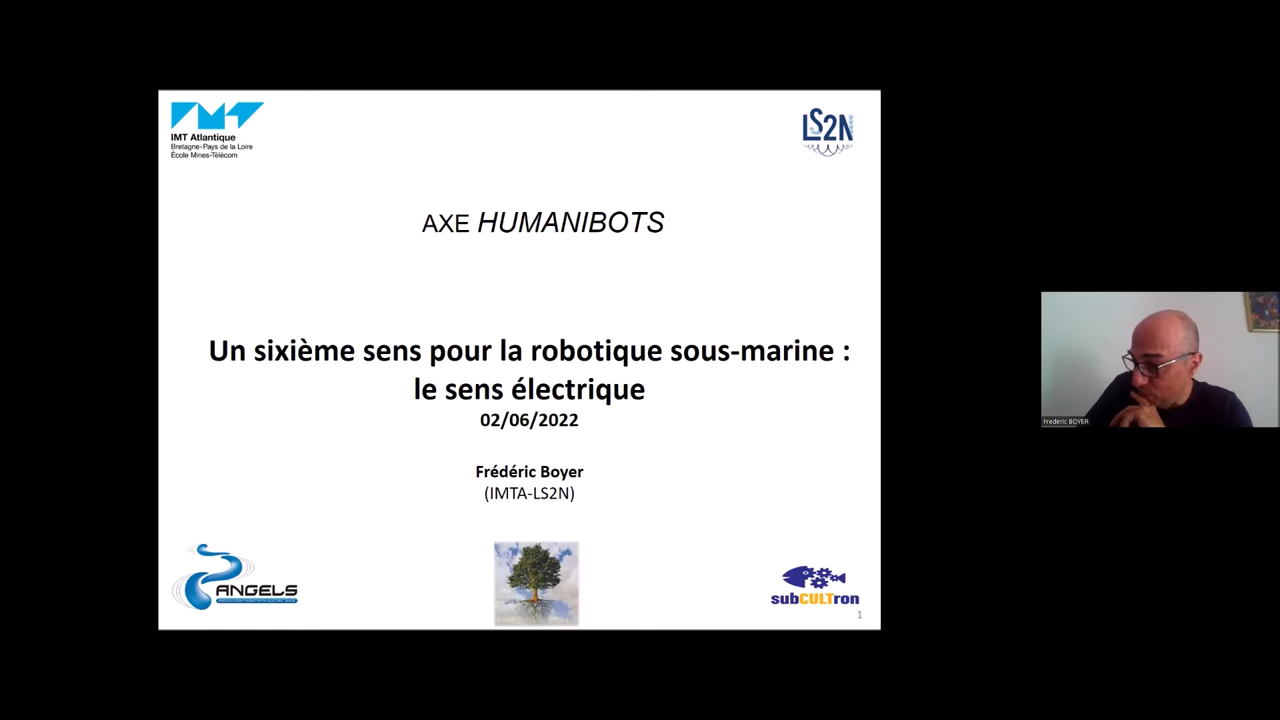 IMT Atlantique
Bretagne-Pays de la Loire
École Mines-Télécom
LS2N
AXE HUMANIBOTS
Un sixième sens pour la robotique sous-marine :
le sens électrique
02/06/2022
Frédéric Boyer
(IMTA-LS2N)
ANGELS
subCULTron
1
Frederic BOYER